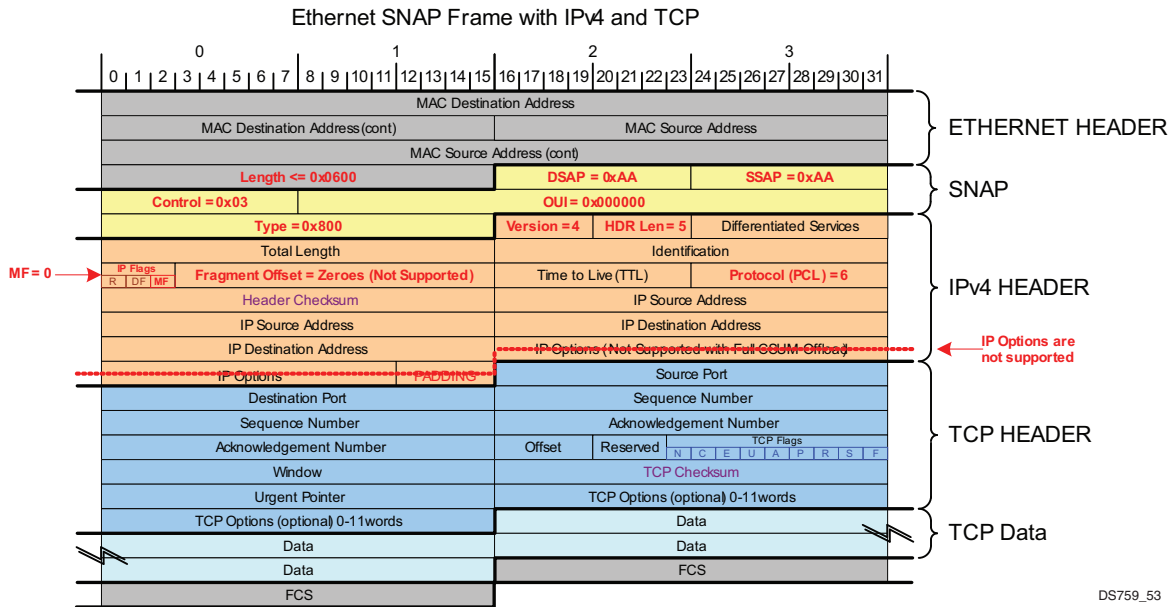 Ethernet SNAP Frame with IPv4 and TCP
0 1 2 3
0 1 2 3 4 5 6 7 8 9 10 11 12 13 14 15 16 17 18 19 20 21 22 23 24 25 26 27 28 29 30 31
MAC Destination Address
MAC Destination Address (cont) MAC Source Address
ETHERNET HEADER
MAC Source Address (cont)
Length <= 0x0600 DSAP = 0xAA SSAP = 0xAA
SNAP
Control = 0x03 OUI = 0x000000
Type = 0x800 Version = 4 HDR Len = 5 Differentiated Services
Total Length Identification
MF = 0
IP Flags
R DF MF
Fragment Offset = Zeroes (Not Supported) Time to Live (TTL) Protocol (PCL) = 6
IPv4 HEADER
Header Checksum IP Source Address
IP Source Address IP Destination Address
IP Destination Address IP Options (Not Supported with Full CSUM Offload)
IP Options are
not supported
IP Options PADDING Source Port
Destination Port Sequence Number
Sequence Number Acknowledgement Number
Acknowledgement Number Offset Reserved
TCP Flags
N C E U A P R S F
TCP HEADER
Window TCP Checksum
Urgent Pointer TCP Options (optional) 0-11words
TCP Options (optional) 0-11words Data
TCP Data
Data Data
Data FCS
FCS
DS759_53